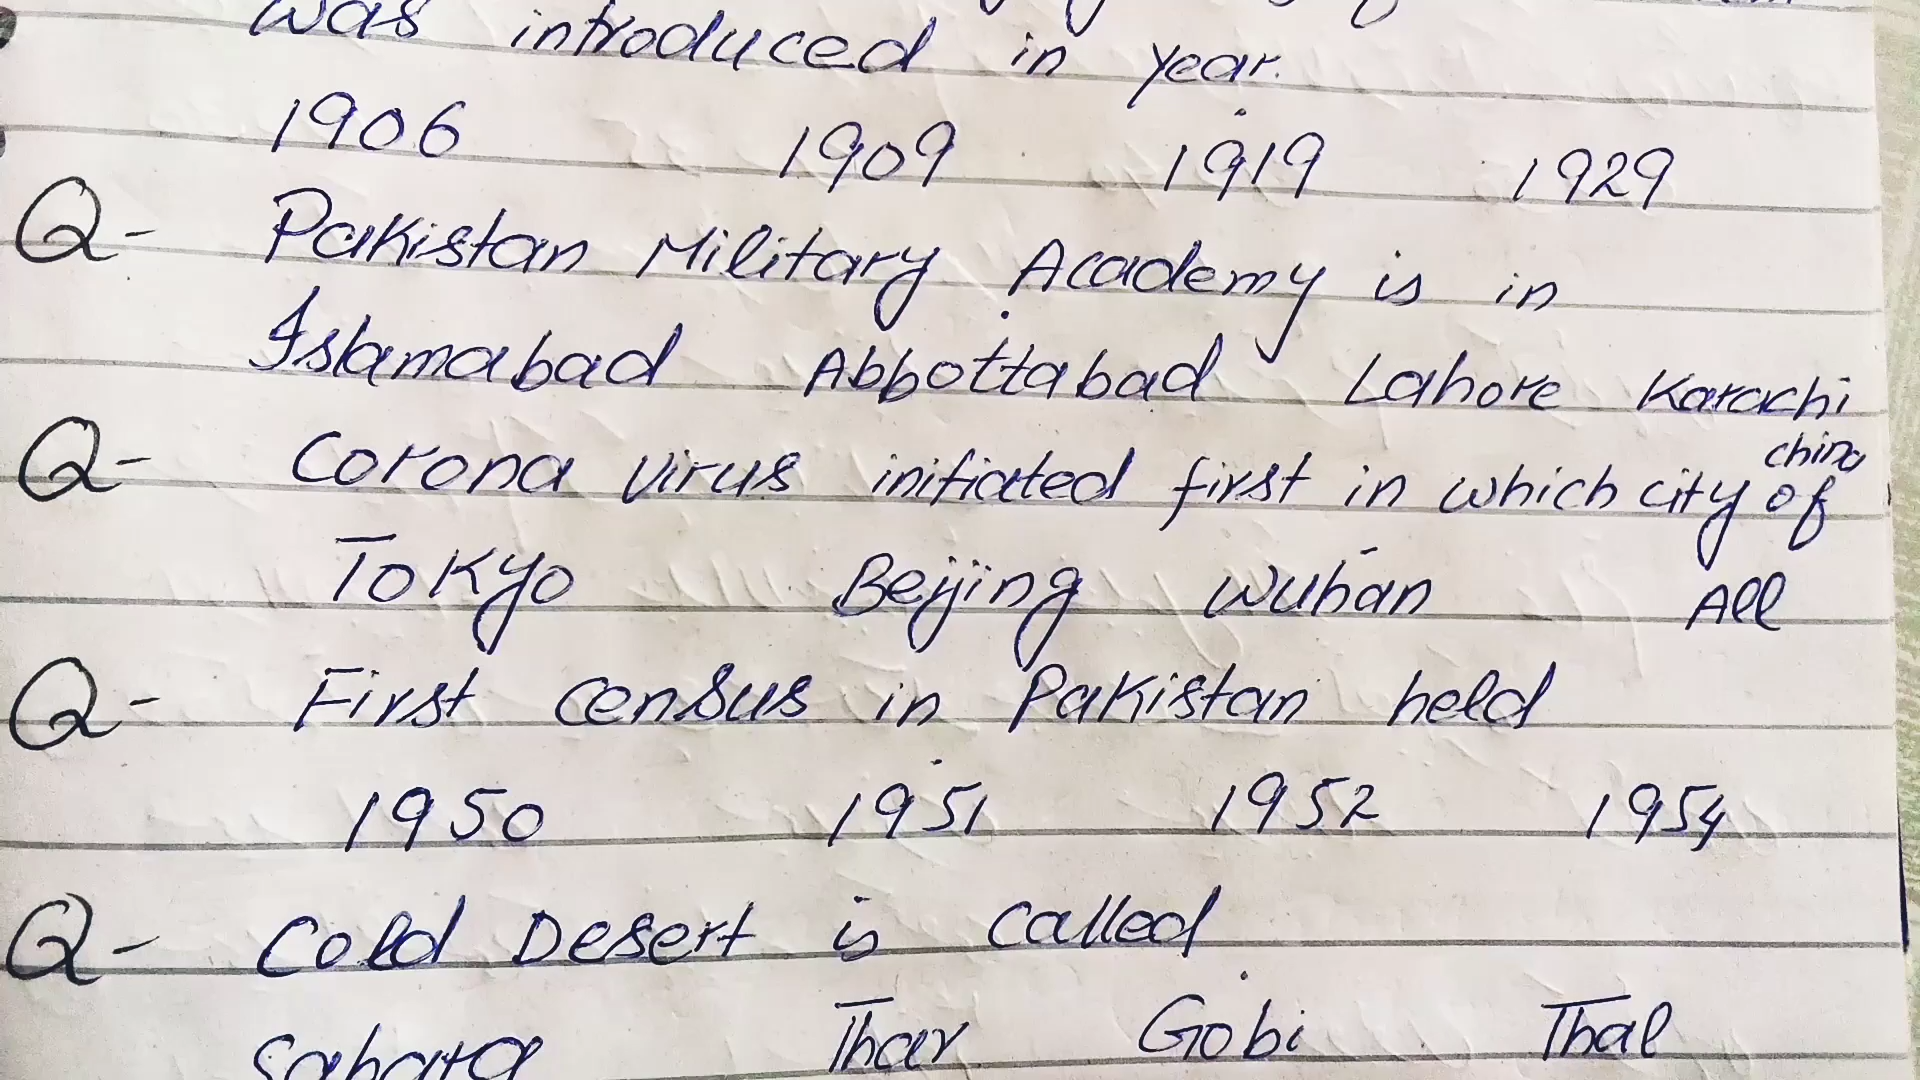 was introduced in year.
1906 1909 1919 1929
Q- Pakistan Military Academy is in
Islamabad Abbottabad Lahore Karachi
Q- Corona virus initiated first in which city of china
Tokyo Beijing Wuhan All
Q- First census in Pakistan held
1950 1951 1952 1954
Q- Cold Desert is called
Sahara Thar Gobi Thal